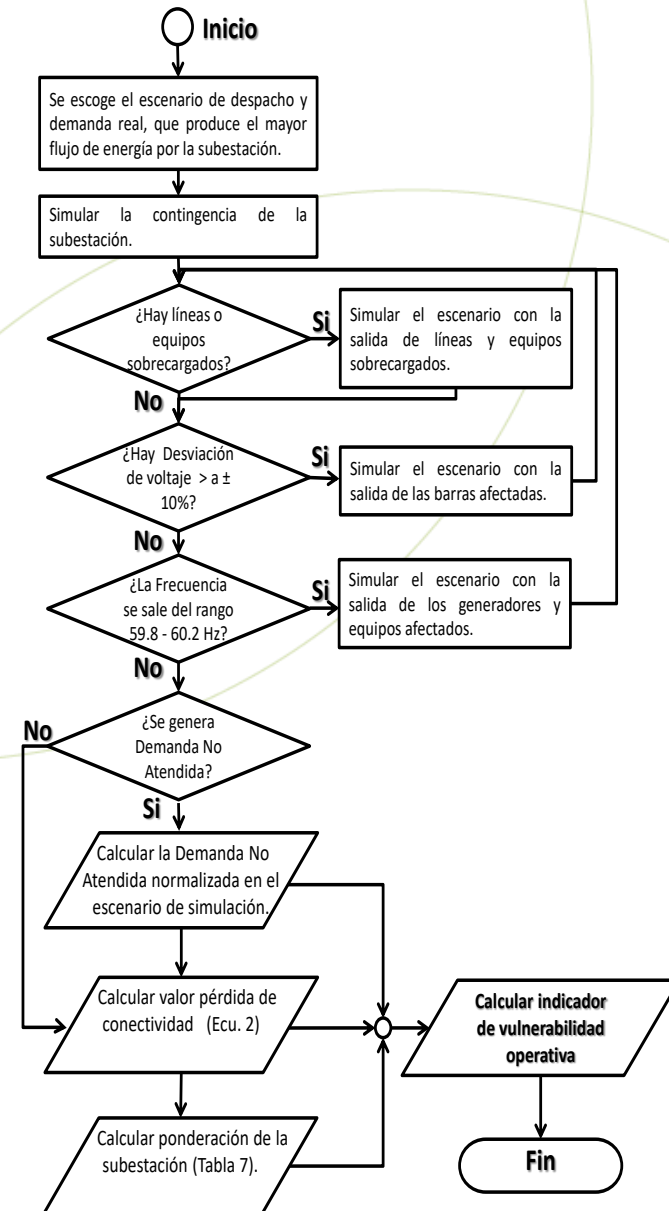 Inicio
Se escoge el escenario de despacho y
demanda real, que produce el mayor
flujo de energía por la subestación.
Simular la contingencia de la
subestación.
¿Hay líneas o
equipos
sobrecargados?
Si
Simular el escenario con la
salida de líneas y equipos
sobrecargados.
No
¿Hay Desviación
de voltaje > a ±
10%?
Si
Simular el escenario con la
salida de las barras afectadas.
No
¿La Frecuencia
se sale del rango
59.8 - 60.2 Hz?
Si
Simular el escenario con la
salida de los generadores y
equipos afectados.
No
¿Se genera
Demanda No
Atendida?
No
Si
Calcular la Demanda No
Atendida normalizada en el
escenario de simulación.
Calcular valor pérdida de
conectividad (Ecu. 2)
Calcular ponderación de la
subestación (Tabla 7).
Calcular indicador
de vulnerabilidad
operativa
Fin